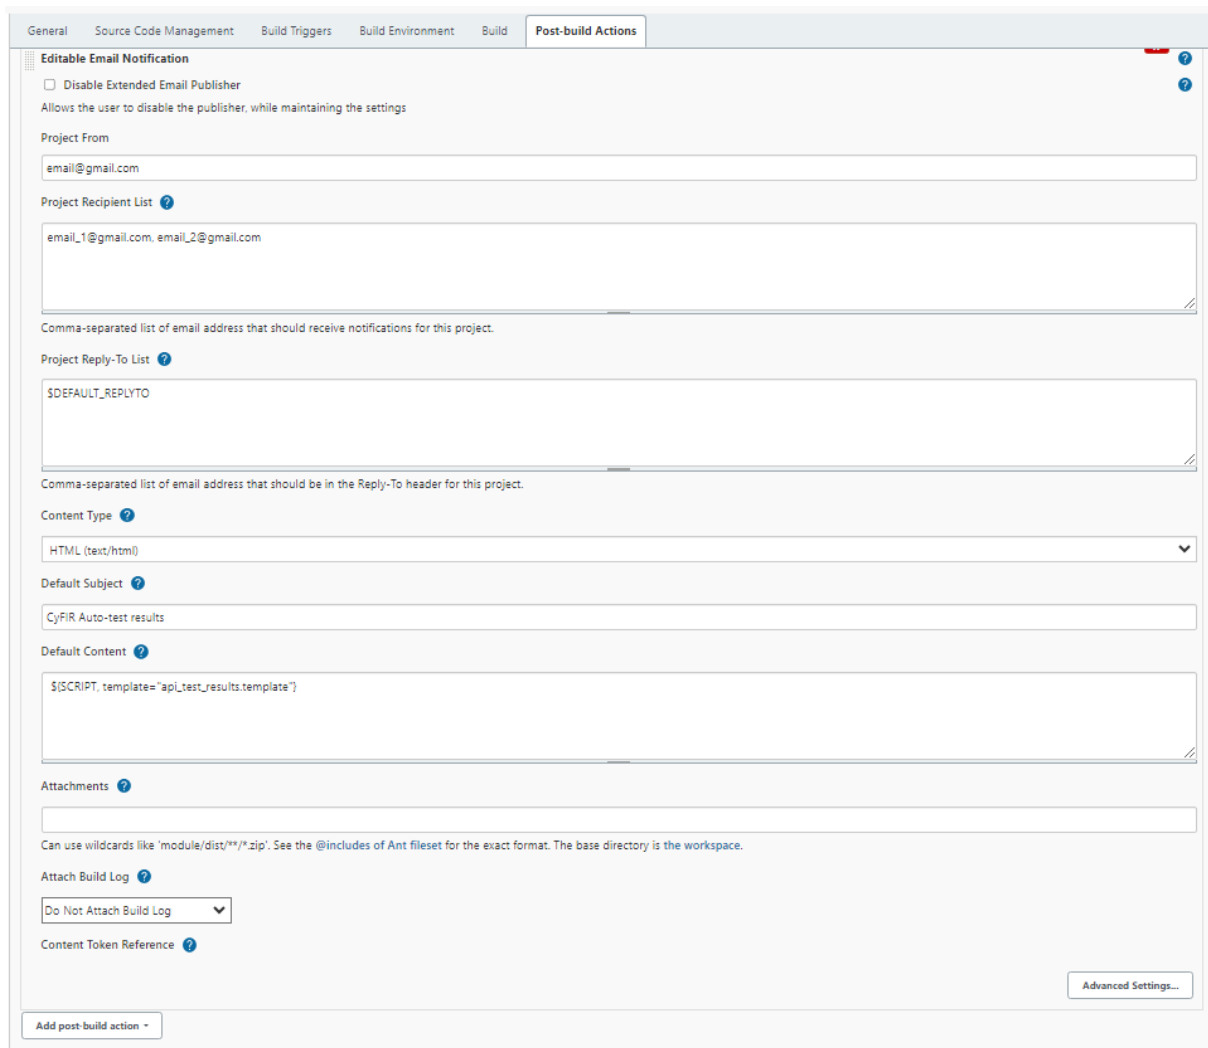 General Source Code Management Build Triggers Build Environment Build Post-build Actions
Editable Email Notification
Disable Extended Email Publisher
Allows the user to disable the publisher, while maintaining the settings
Project From
email@gmail.com
Project Recipient List
email_1@gmail.com, email_2@gmail.com
Comma-separated list of email address that should receive notifications for this project.
Project Reply-To List
$DEFAULT_REPLYTO
Comma-separated list of email address that should be in the Reply-To header for this project.
Content Type
HTML (text/html)
Default Subject
CyFIR Auto-test results
Default Content
${SCRIPT, template="api_test_results.template"}
Attachments
Can use wildcards like 'module/dist/**/*.zip'. See the @includes of Ant fileset for the exact format. The base directory is the workspace.
Attach Build Log
Do Not Attach Build Log
Content Token Reference
Advanced Settings...
Add post-build action